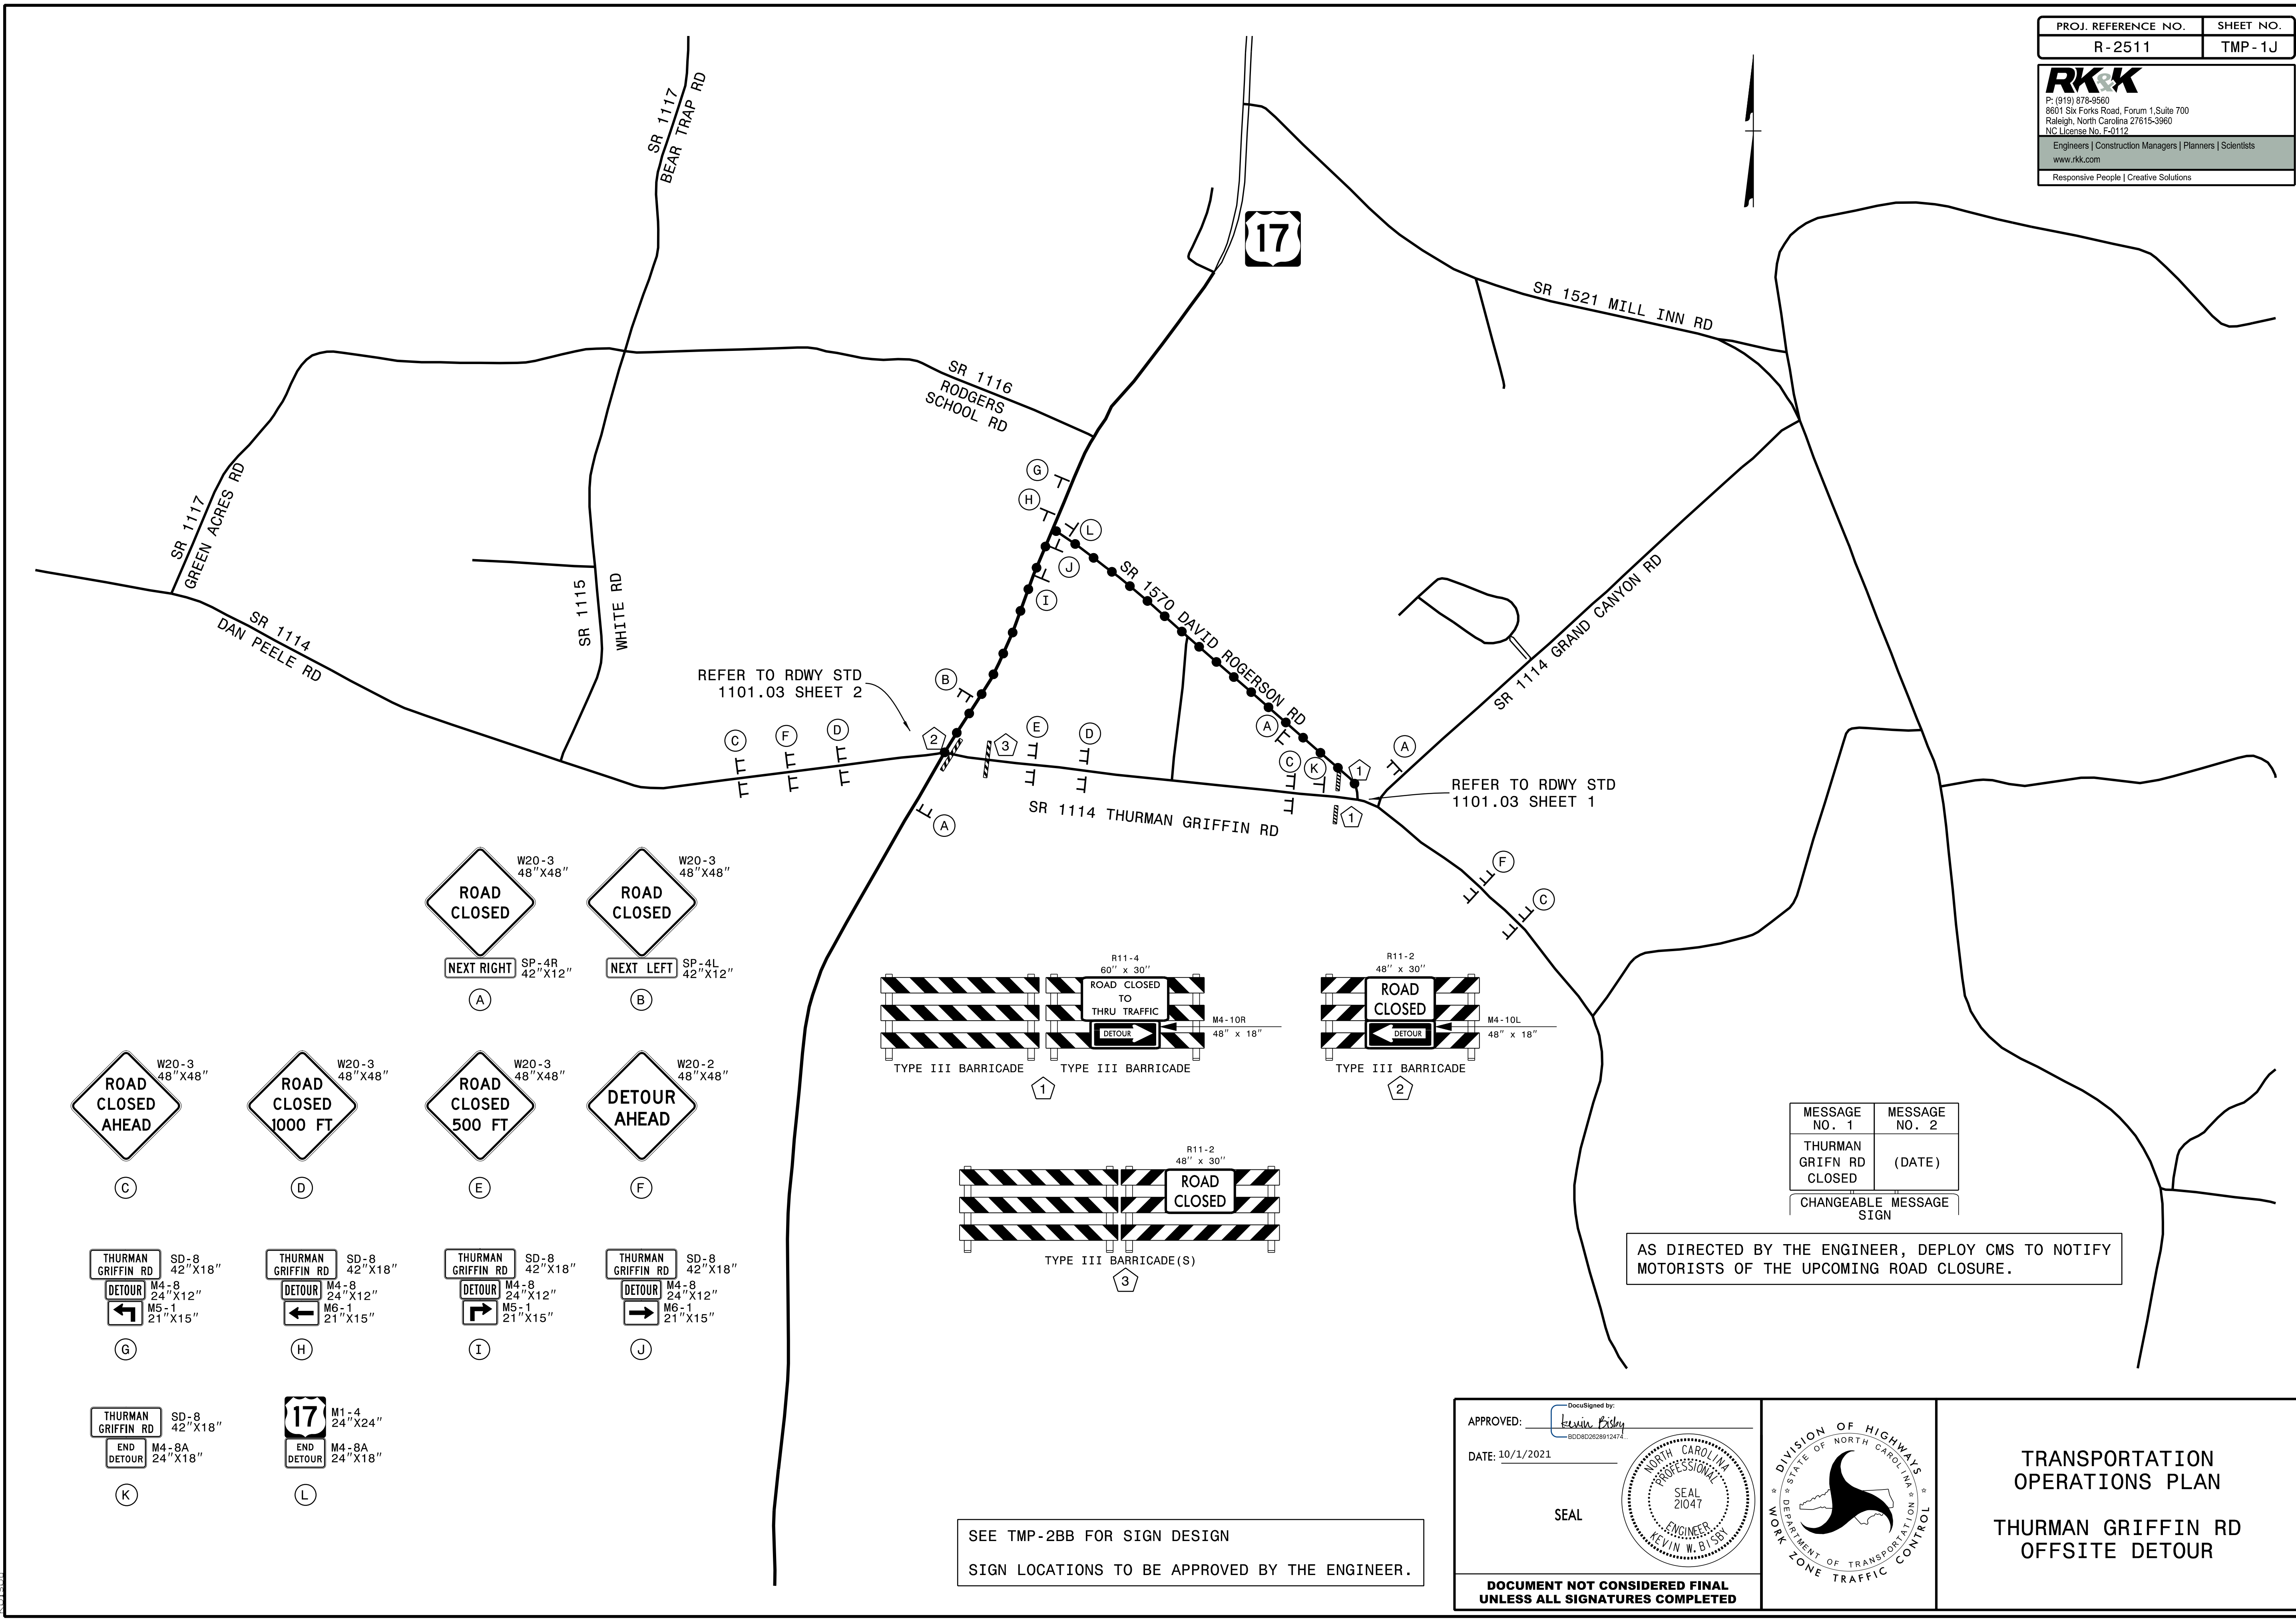 PROJ. REFERENCE NO. SHEET NO.
R-2511 TMP-1J
RK&K
P: (919) 878-9560
8601 Six Forks Road, Forum 1,Suite 700
Raleigh, North Carolina 27615-3960
NC License No. F-0112
Engineers | Construction Managers | Planners | Scientists
www.rkk.com
Responsive People | Creative Solutions
SR 1117
BEAR TRAP RD
17
SR 1521 MILL INN RD
SR 1116
RODGERS
SCHOOL RD
SR 1117
GREEN ACRES RD
G
H
L
J
I
SR 1570 DAVID ROGERSON RD
SR 1114 GRAND CANYON RD
SR 1115
WHITE RD
SR 1114
DAN PEELE RD
REFER TO RDWY STD
1101.03 SHEET 2
B
C
F
D
2
3
E
D
A
C
K
1
A
1
REFER TO RDWY STD
1101.03 SHEET 1
SR 1114 THURMAN GRIFFIN RD
A
F
C
ROAD
CLOSED
W20-3
48"X48"
NEXT RIGHT
SP-4R
42"X12"
A
ROAD
CLOSED
W20-3
48"X48"
NEXT LEFT
SP-4L
42"X12"
B
ROAD
CLOSED
AHEAD
W20-3
48"X48"
C
ROAD
CLOSED
1000 FT
W20-3
48"X48"
D
ROAD
CLOSED
500 FT
W20-3
48"X48"
E
DETOUR
AHEAD
W20-2
48"X48"
F
THURMAN
GRIFFIN RD
SD-8
42"X18"
DETOUR
M4-8
24"X12"
M5-1
21"X15"
G
THURMAN
GRIFFIN RD
SD-8
42"X18"
DETOUR
M4-8
24"X12"
M6-1
21"X15"
H
THURMAN
GRIFFIN RD
SD-8
42"X18"
DETOUR
M4-8
24"X12"
M5-1
21"X15"
I
THURMAN
GRIFFIN RD
SD-8
42"X18"
DETOUR
M4-8
24"X12"
M6-1
21"X15"
J
THURMAN
GRIFFIN RD
SD-8
42"X18"
END
DETOUR
M4-8A
24"X18"
K
17
M1-4
24"X24"
END
DETOUR
M4-8A
24"X18"
L
R11-4
60" x 30"
ROAD CLOSED
TO
THRU TRAFFIC
DETOUR
M4-10R
48" x 18"
TYPE III BARRICADE
TYPE III BARRICADE
1
R11-2
48" x 30"
ROAD
CLOSED
DETOUR
M4-10L
48" x 18"
TYPE III BARRICADE
2
R11-2
48" x 30"
ROAD
CLOSED
TYPE III BARRICADE(S)
3
MESSAGE
NO. 1
MESSAGE
NO. 2
THURMAN
GRIFN RD
CLOSED
(DATE)
CHANGEABLE MESSAGE
SIGN
AS DIRECTED BY THE ENGINEER, DEPLOY CMS TO NOTIFY
MOTORISTS OF THE UPCOMING ROAD CLOSURE.
SEE TMP-2BB FOR SIGN DESIGN
SIGN LOCATIONS TO BE APPROVED BY THE ENGINEER.
DocuSigned by:
APPROVED: Kevin Bisby
BDD8D2628912474...
DATE: 10/1/2021
SEAL
NORTH CAROLINA
PROFESSIONAL
SEAL
21047
ENGINEER
KEVIN W. BISBY
DOCUMENT NOT CONSIDERED FINAL
UNLESS ALL SIGNATURES COMPLETED
DIVISION OF HIGHWAYS
STATE OF NORTH CAROLINA
DEPARTMENT OF TRANSPORTATION
WORK ZONE TRAFFIC CONTROL
TRANSPORTATION
OPERATIONS PLAN
THURMAN GRIFFIN RD
OFFSITE DETOUR